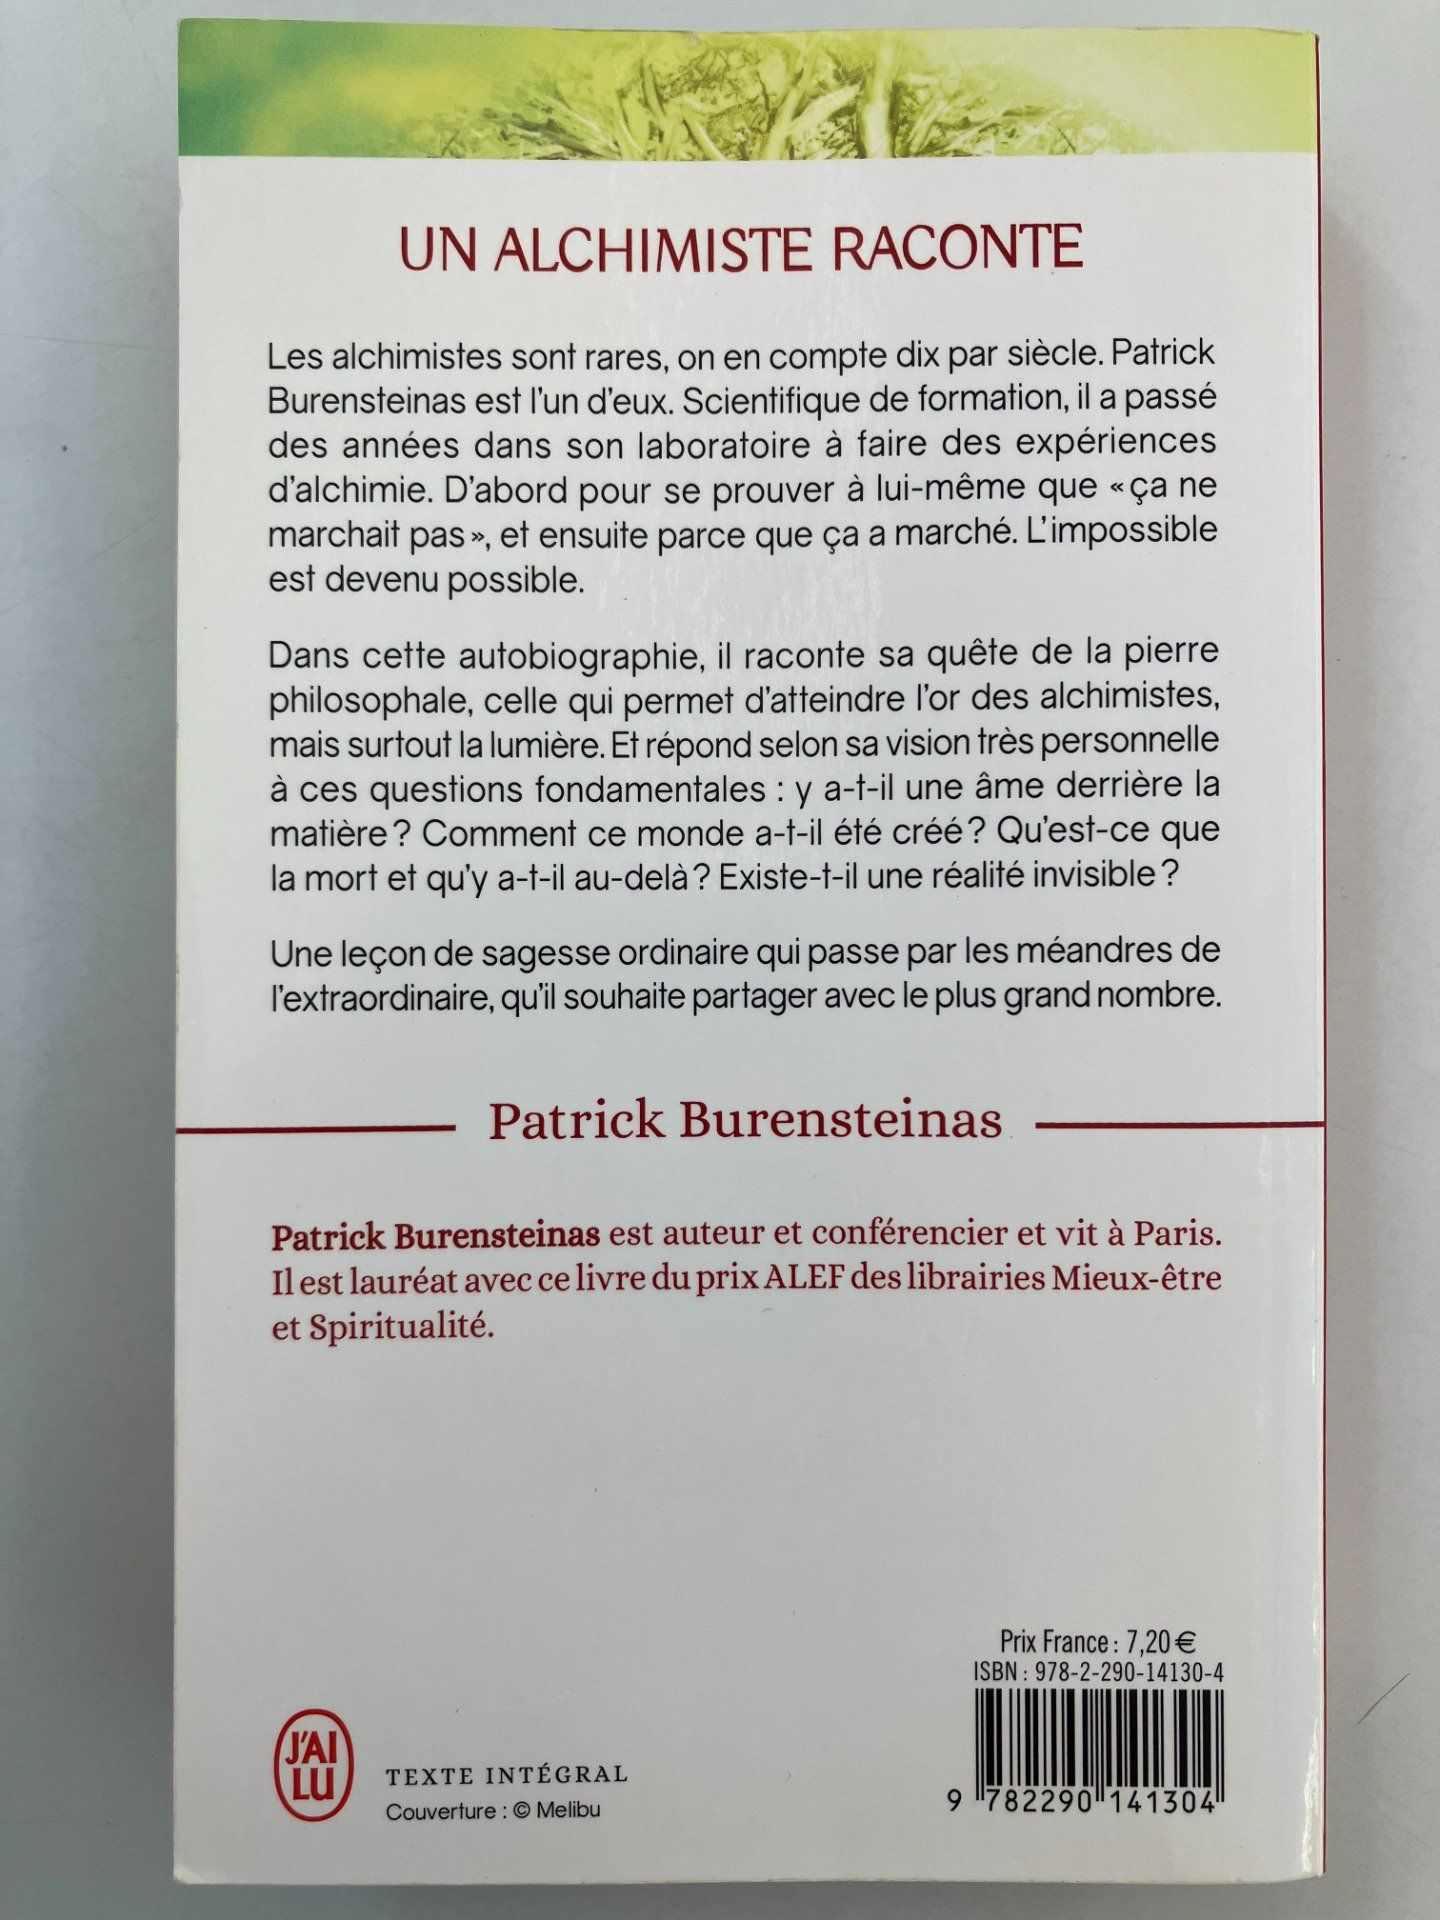 UN ALCHIMISTE RACONTE
Les alchimistes sont rares, on en compte dix par siècle. Patrick
Burensteinas est l'un d'eux. Scientifique de formation, il a passé
des années dans son laboratoire à faire des expériences
d'alchimie. D'abord pour se prouver à lui-même que «ça ne
marchait pas», et ensuite parce que ça a marché. L'impossible
est devenu possible.
Dans cette autobiographie, il raconte sa quête de la pierre
philosophale, celle qui permet d'atteindre l'or des alchimistes,
mais surtout la lumière. Et répond selon sa vision très personnelle
à ces questions fondamentales : y a-t-il une âme derrière la
matière ? Comment ce monde a-t-il été créé ? Qu'est-ce que
la mort et qu'y a-t-il au-delà ? Existe-t-il une réalité invisible ?
Une leçon de sagesse ordinaire qui passe par les méandres de
l'extraordinaire, qu'il souhaite partager avec le plus grand nombre.
Patrick Burensteinas
Patrick Burensteinas est auteur et conférencier et vit à Paris.
Il est lauréat avec ce livre du prix ALEF des librairies Mieux-être
et Spiritualité.
Prix France : 7,20 €
ISBN : 978-2-290-14130-4
J'AI
LU
TEXTE INTÉGRAL
Couverture : © Melibu
9 782290 141304